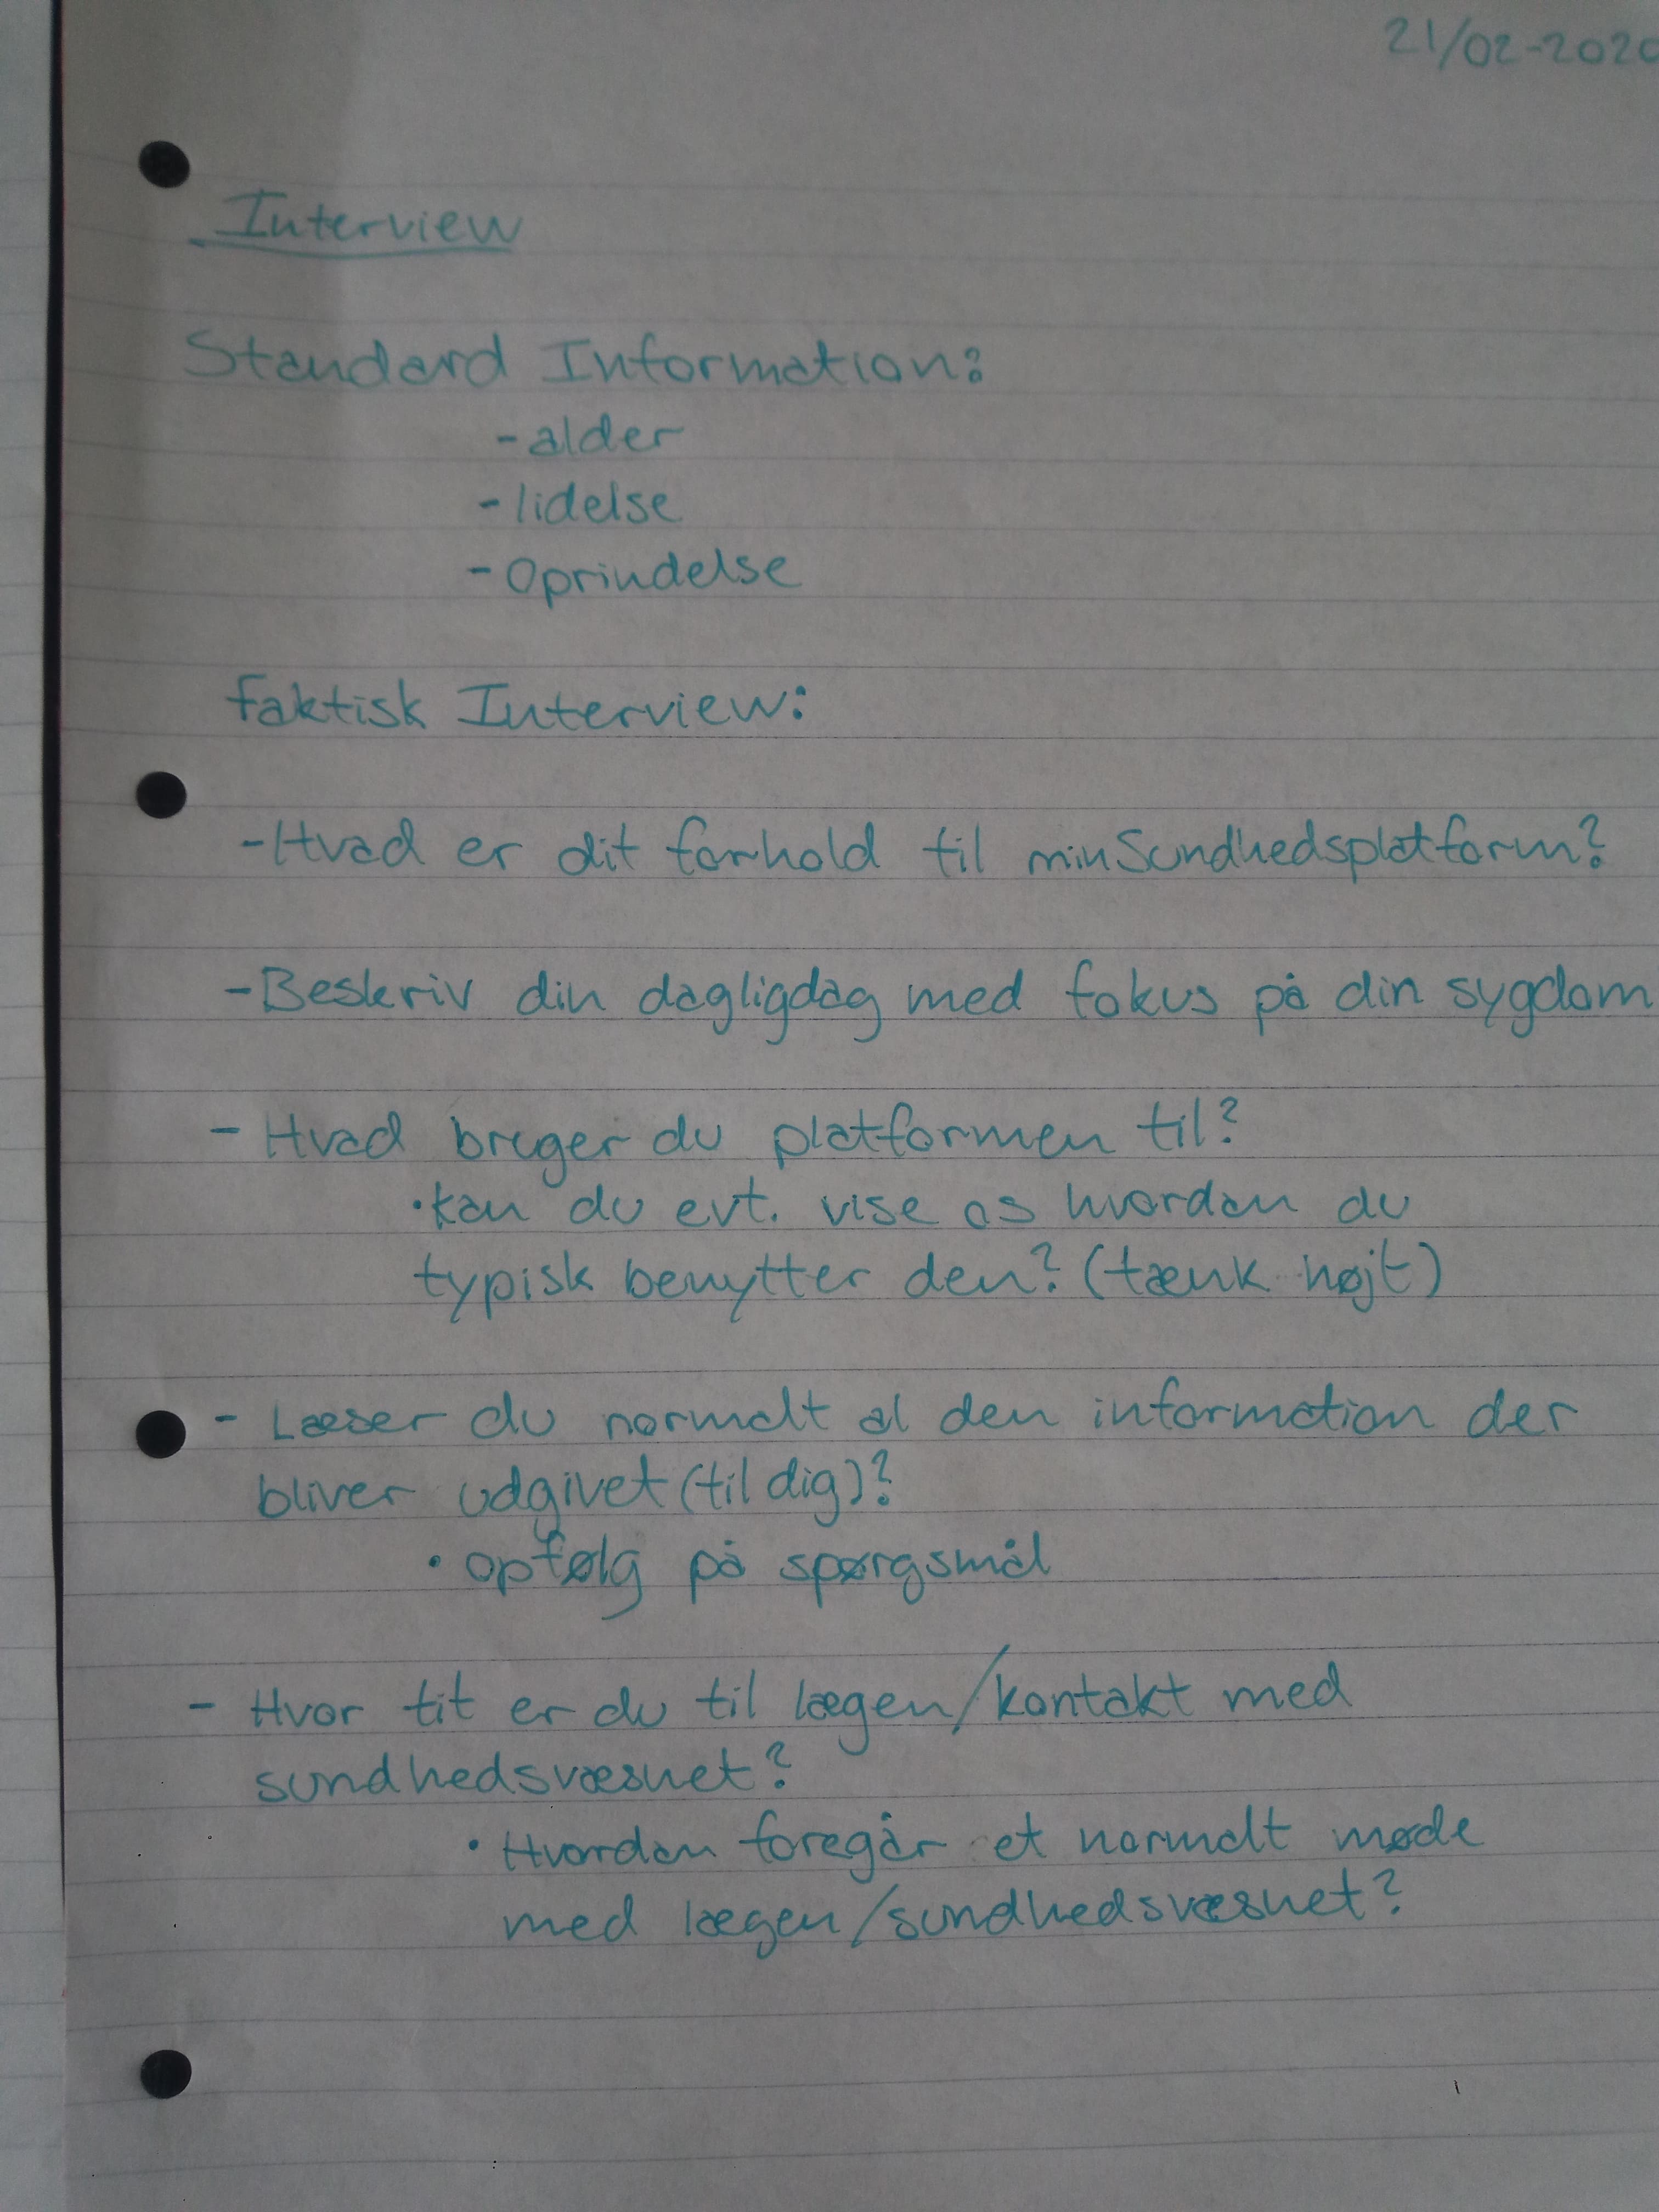 21/02-2020
Interview
Standard Information:
-alder
-lidelse
-Oprindelse
faktisk Interview:
-Hvad er dit forhold til minSundhedsplatform?
-Beskriv din dagligdag med fokus på din sygdom
- Hvad bruger du platformen til?
•kan du evt. vise os hvordan du
typisk benytter den? (tænk højt)
- Læser du normalt al den information der
bliver udgivet (til dig)?
• opfølg på spørgsmål
- Hvor tit er du til lægen/kontakt med
sundhedsvæsnet?
• Hvordan foregår et normalt møde
med lægen/sundhedsvæsnet?